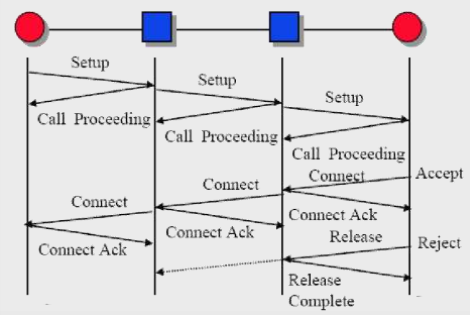 Setup
Setup
Setup
Call Proceeding
Call Proceeding
Call Proceeding
Connect
Accept
Connect
Connect
Connect Ack
Connect Ack
Connect Ack
Release
Reject
Release
Complete